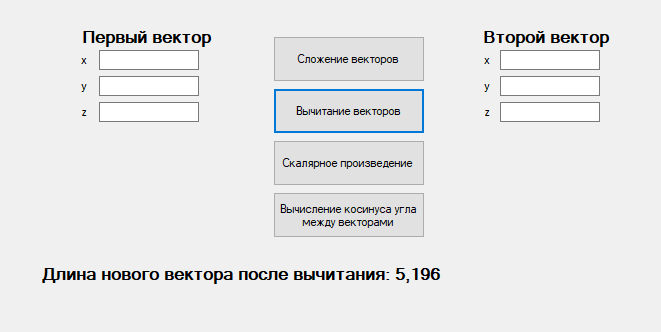 Первый вектор
x
y
z
Сложение векторов
Вычитание векторов
Скалярное произведение
Вычисление косинуса угла
между векторами
Второй вектор
x
y
z
Длина нового вектора после вычитания: 5,196